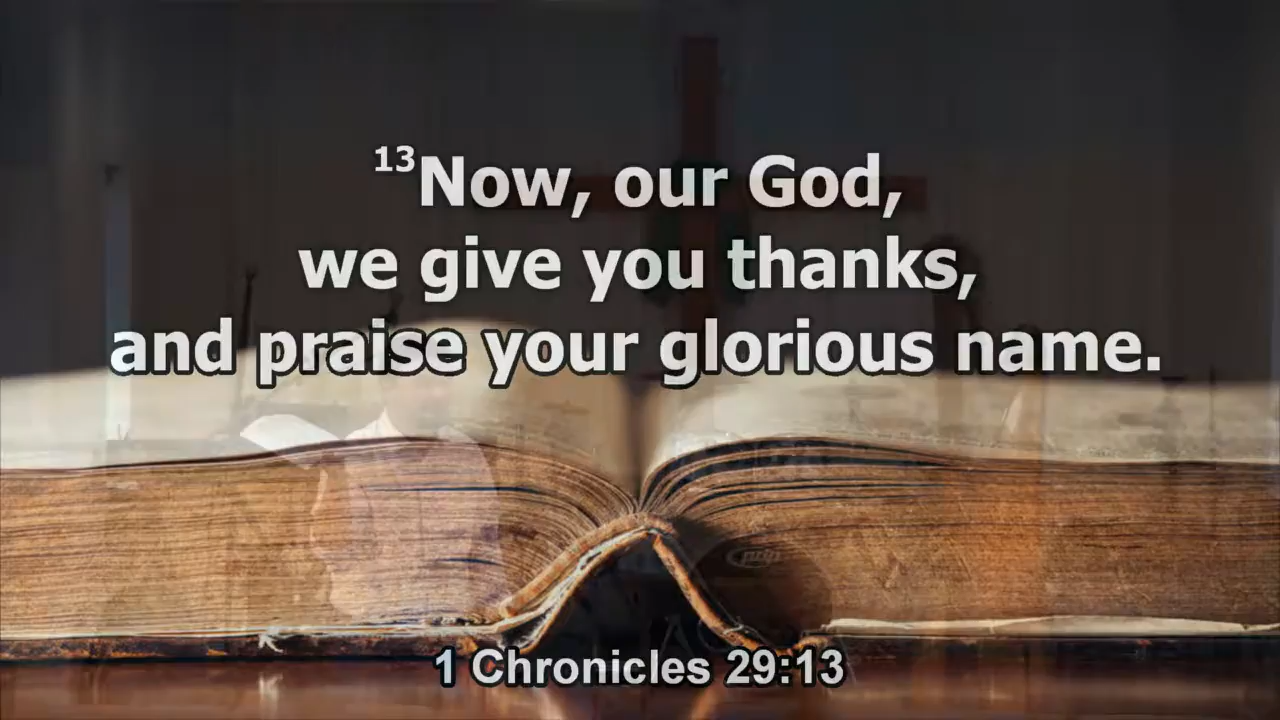 ¹³Now, our God,
we give you thanks,
and praise your glorious name.
1 Chronicles 29:13